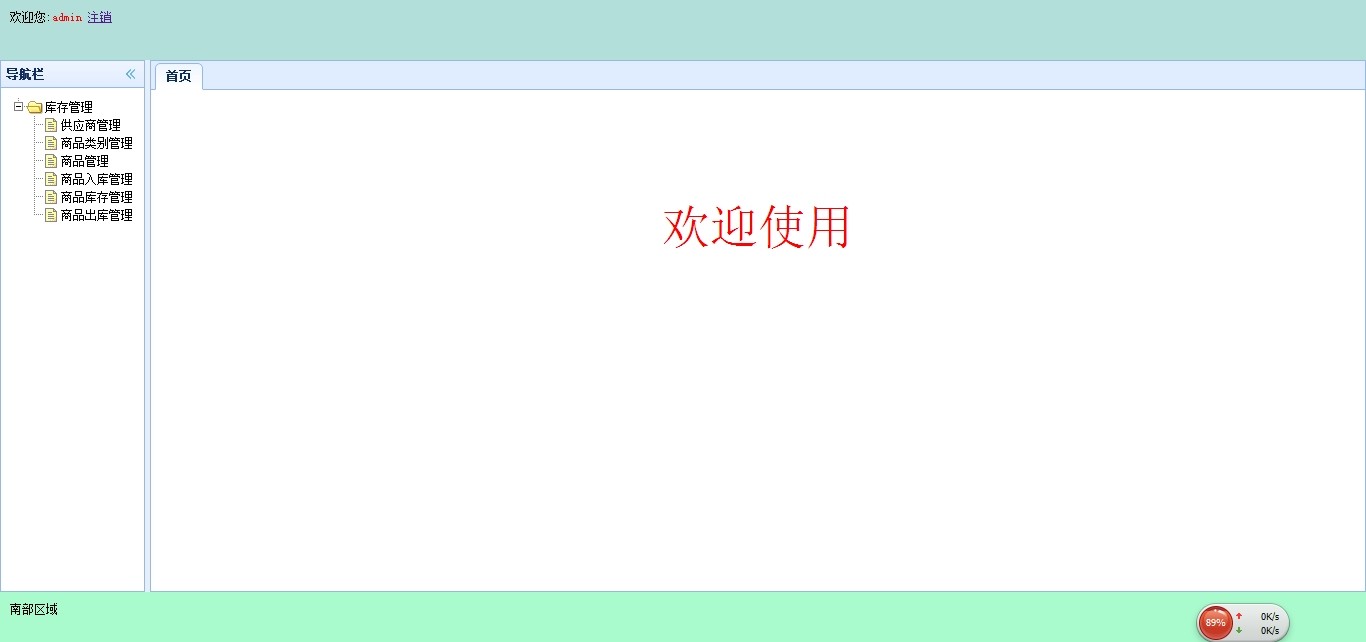 欢迎您:admin 注销
导航栏
首页
库存管理
供应商管理
商品类别管理
商品管理
商品入库管理
商品库存管理
商品出库管理
欢迎使用
南部区域
89%
0K/s
0K/s